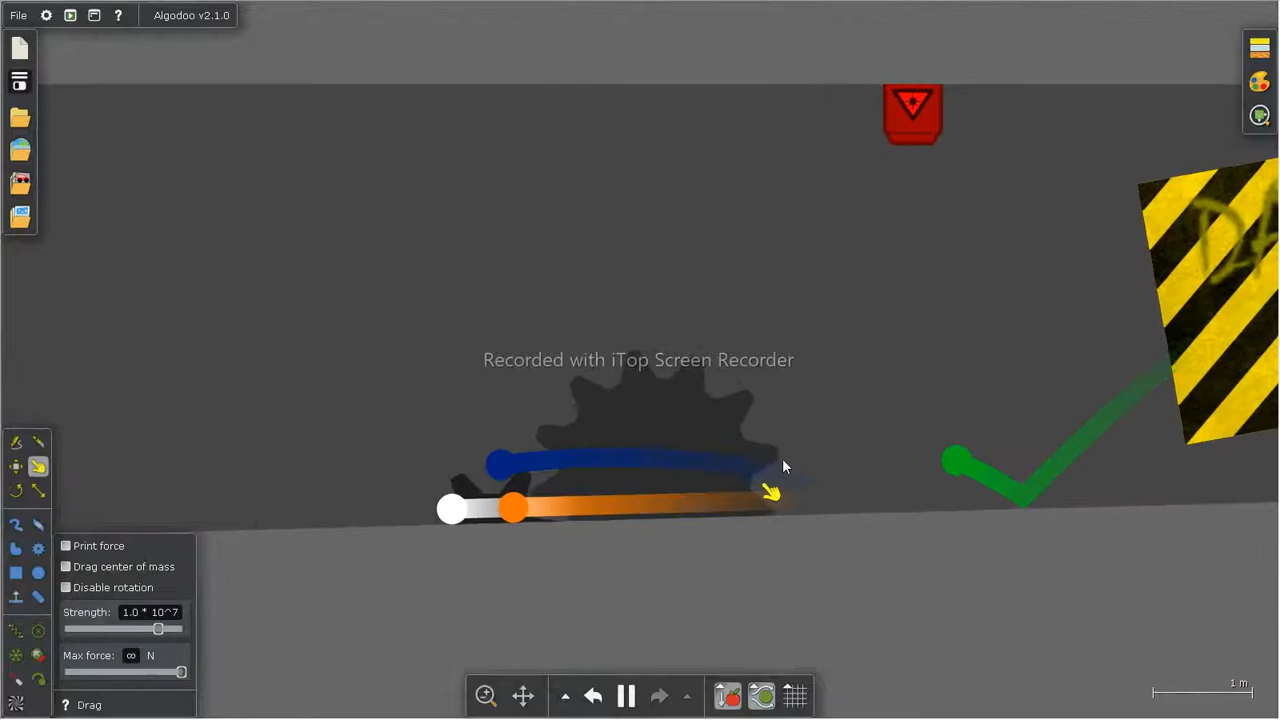 File
? Algodoo v2.1.0
Recorded with iTop Screen Recorder
Print force
Drag center of mass
Disable rotation
Strength: 1.0 * 10^7
Max force: ∞ N
? Drag
1 m